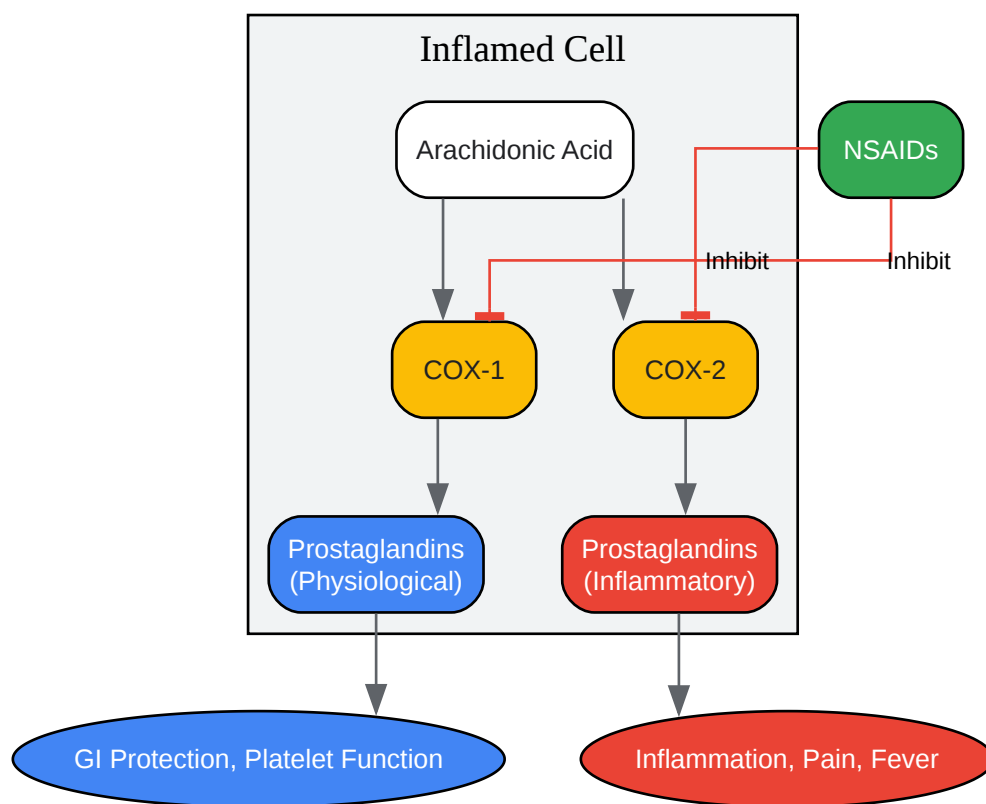 Inflamed Cell
Arachidonic Acid
NSAIDs
Inhibit
Inhibit
COX-1
COX-2
Prostaglandins
(Physiological)
Prostaglandins
(Inflammatory)
GI Protection, Platelet Function
Inflammation, Pain, Fever